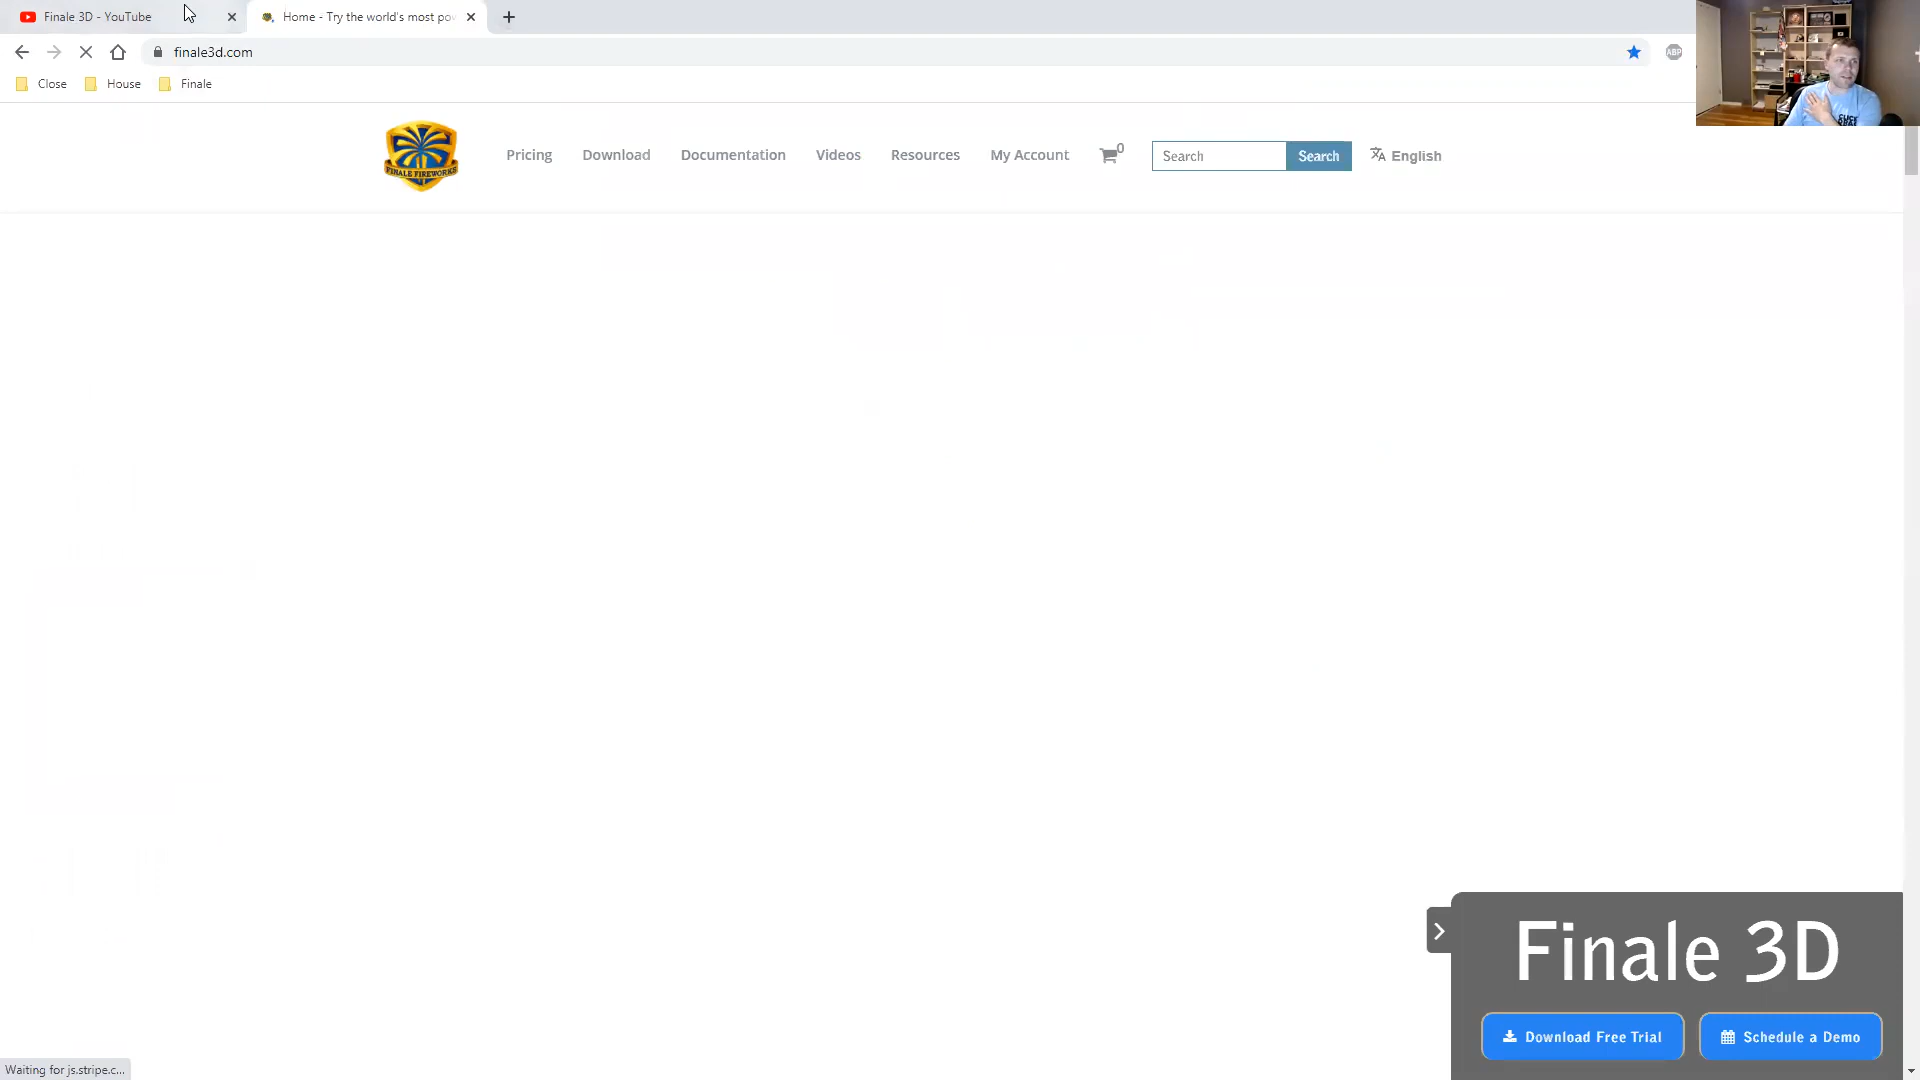 Finale 3D - YouTube
Home - Try the world's most po
finale3d.com
ABP
Close
House
Finale
FINALE FIREWORKS
Pricing
Download
Documentation
Videos
Resources
My Account
0
Search
Search
English
Finale 3D
Download Free Trial
Schedule a Demo
Waiting for js.stripe.c...